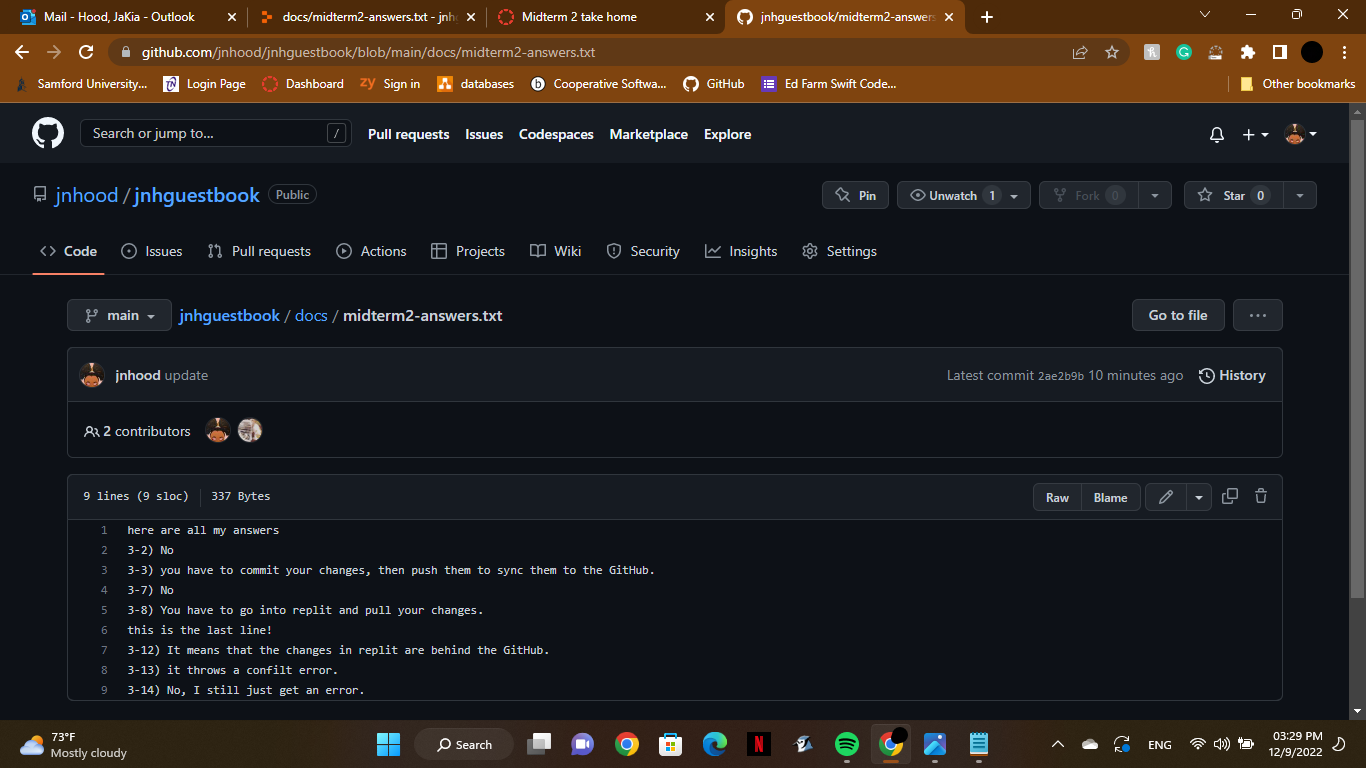 Mail - Hood, JaKia - Outlook
docs/midterm2-answers.txt - jnh
Midterm 2 take home
jnhguestbook/midterm2-answers
github.com/jnhood/jnhguestbook/blob/main/docs/midterm2-answers.txt
Samford University...
Login Page
Dashboard
zy Sign in
databases
Cooperative Softwa...
GitHub
Ed Farm Swift Code...
Other bookmarks
Search or jump to...
/
Pull requests
Issues
Codespaces
Marketplace
Explore
jnhood / jnhguestbook
Public
Pin
Unwatch 1
Fork 0
Star 0
Code
Issues
Pull requests
Actions
Projects
Wiki
Security
Insights
Settings
main
jnhguestbook / docs / midterm2-answers.txt
Go to file
jnhood update
Latest commit 2ae2b9b 10 minutes ago
History
2 contributors
9 lines (9 sloc)
337 Bytes
Raw
Blame
1 here are all my answers
2 3-2) No
3 3-3) you have to commit your changes, then push them to sync them to the GitHub.
4 3-7) No
5 3-8) You have to go into replit and pull your changes.
6 this is the last line!
7 3-12) It means that the changes in replit are behind the GitHub.
8 3-13) it throws a confilt error.
9 3-14) No, I still just get an error.
73°F
Mostly cloudy
Search
N
ENG
03:29 PM
12/9/2022